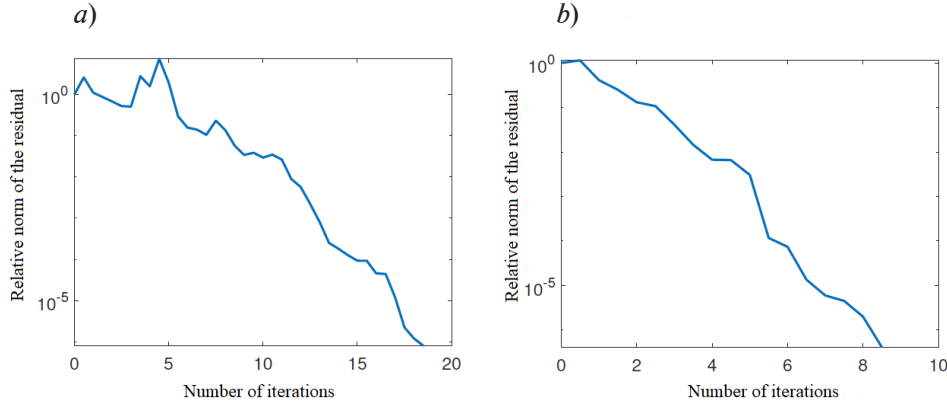 a)
b)
Relative norm of the residual
10^0
10^-5
0 5 10 15 20
Number of iterations
Relative norm of the residual
10^0
10^-5
0 2 4 6 8 10
Number of iterations